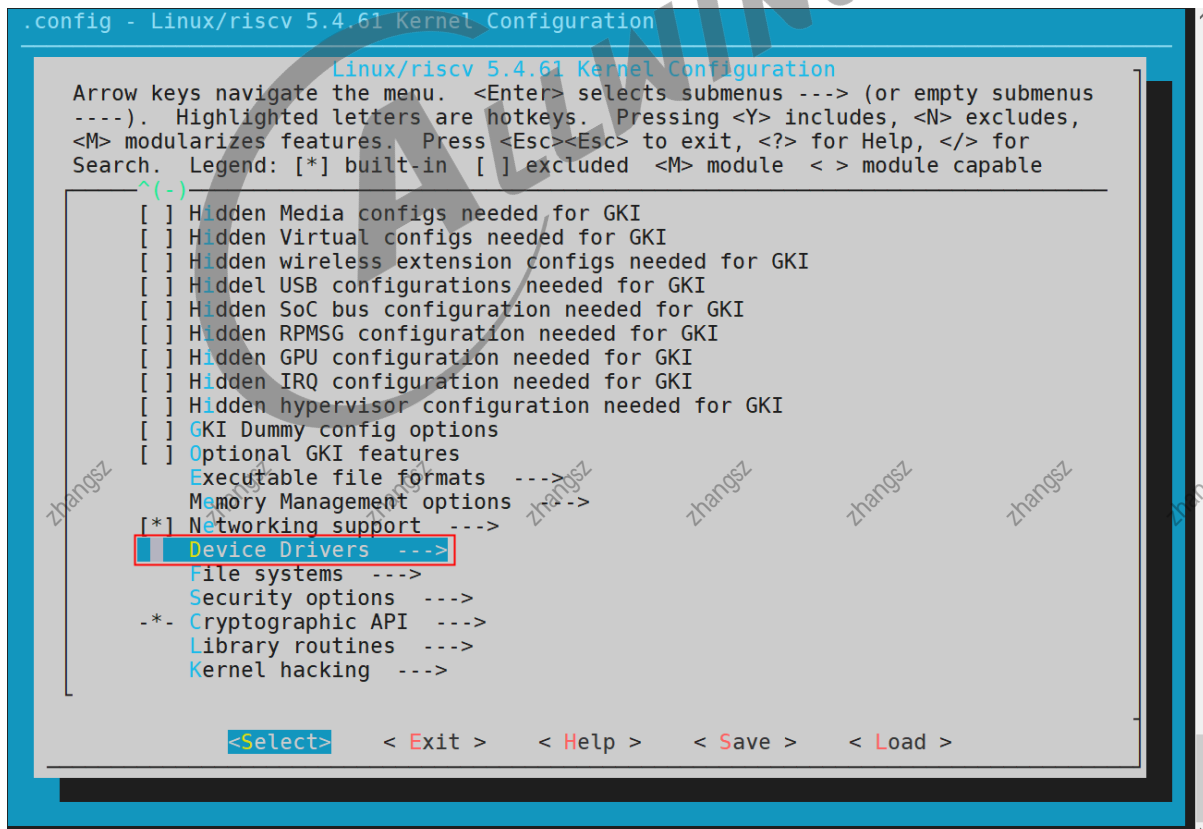 .config - Linux/riscv 5.4.61 Kernel Configuration
Linux/riscv 5.4.61 Kernel Configuration
Arrow keys navigate the menu.  <Enter> selects submenus ---> (or empty submenus
----).  Highlighted letters are hotkeys.  Pressing <Y> includes, <N> excludes,
<M> modularizes features.  Press <Esc><Esc> to exit, <?> for Help, </> for
Search.  Legend: [*] built-in  [ ] excluded  <M> module  < > module capable
^(-)
[ ] Hidden Media configs needed for GKI
[ ] Hidden Virtual configs needed for GKI
[ ] Hidden wireless extension configs needed for GKI
[ ] Hiddel USB configurations needed for GKI
[ ] Hidden SoC bus configuration needed for GKI
[ ] Hidden RPMSG configuration needed for GKI
[ ] Hidden GPU configuration needed for GKI
[ ] Hidden IRQ configuration needed for GKI
[ ] Hidden hypervisor configuration needed for GKI
[ ] GKI Dummy config options
[ ] Optional GKI features
Executable file formats  --->
Memory Management options  --->
[*] Networking support  --->
Device Drivers  --->
File systems  --->
Security options  --->
-*- Cryptographic API  --->
Library routines  --->
Kernel hacking  --->
<Select>    < Exit >    < Help >    < Save >    < Load >
ALLWIN
zhangsz zhangsz zhangsz zhangsz zhangsz zhangsz zhangsz zhangsz